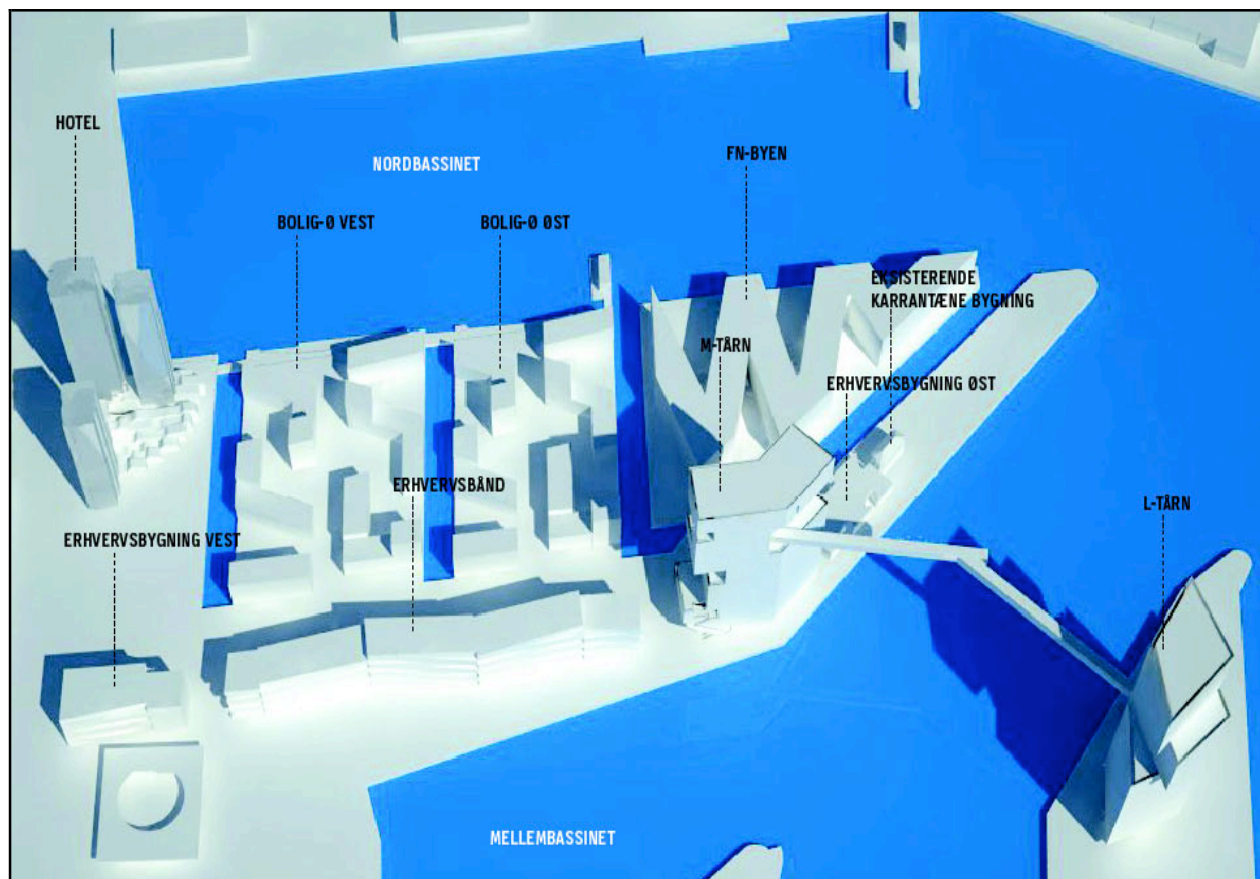 HOTEL
NORDBASSINET
FN-BYEN
BOLIG-Ø VEST
BOLIG-Ø ØST
EKSISTERENDE
KARRANTÆNE BYGNING
M-TÅRN
ERHVERVSBYGNING ØST
ERHVERVSBÅND
L-TÅRN
ERHVERVSBYGNING VEST
MELLEMBASSINET